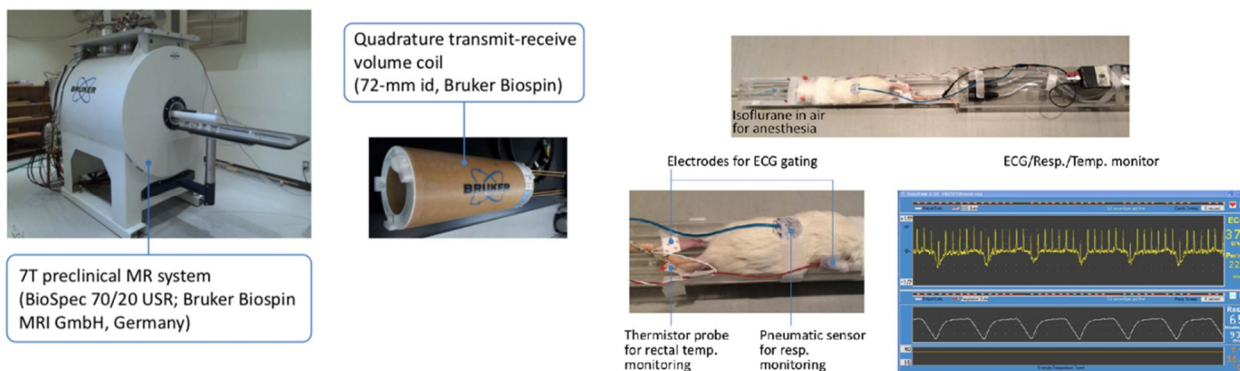 BRUKER
Quadrature transmit-receive
volume coil
(72-mm id, Bruker Biospin)
BRUKER
7T preclinical MR system
(BioSpec 70/20 USR; Bruker Biospin
MRI GmbH, Germany)
Isoflurane in air
for anesthesia
Electrodes for ECG gating
ECG/Resp./Temp. monitor
Thermistor probe
for rectal temp.
monitoring
Pneumatic sensor
for resp.
monitoring